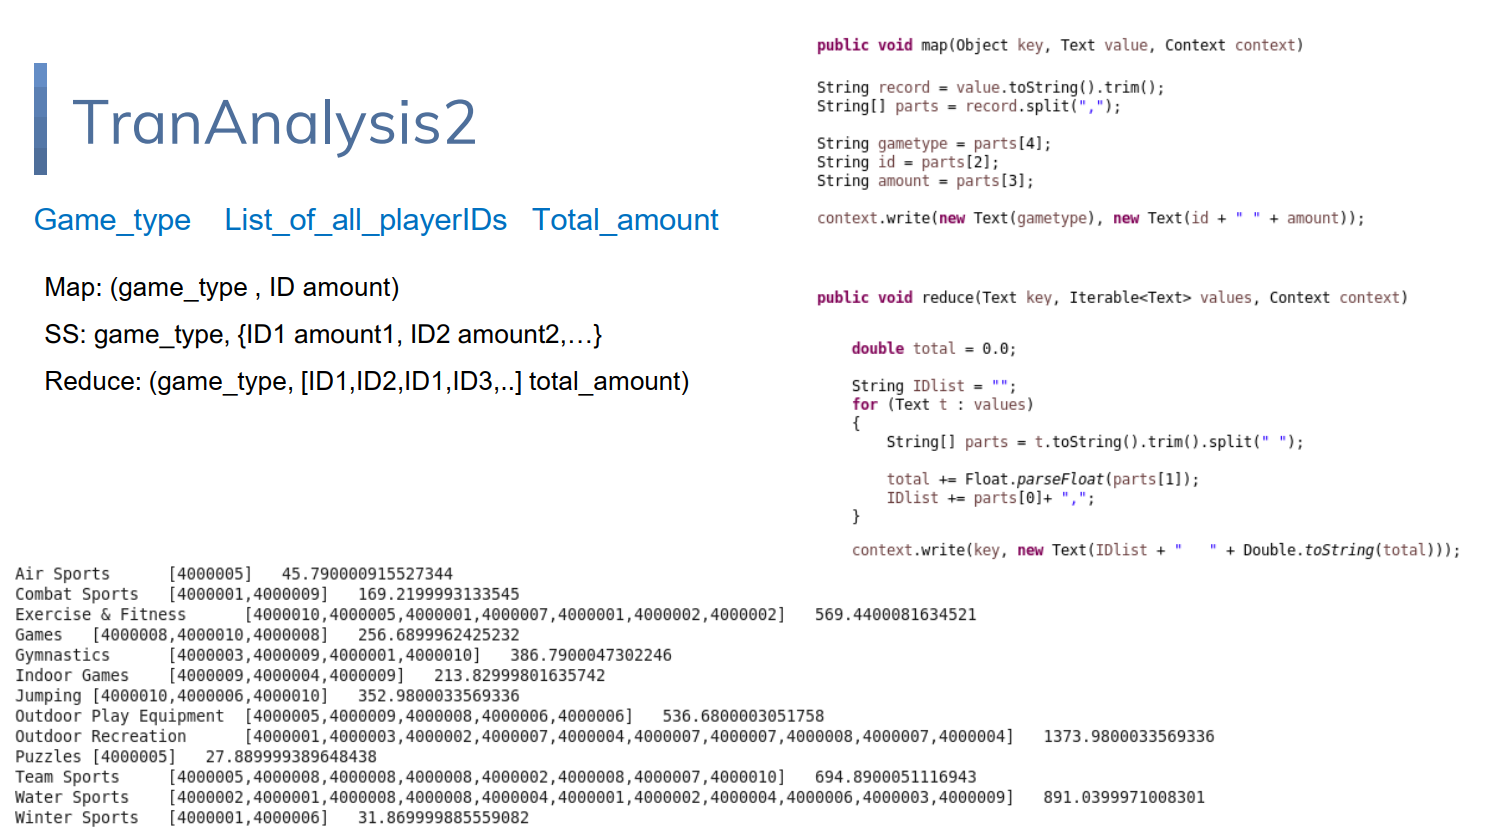 TranAnalysis2
Game_type List_of_all_playerIDs Total_amount
Map: (game_type , ID amount)
SS: game_type, {ID1 amount1, ID2 amount2,…}
Reduce: (game_type, [ID1,ID2,ID1,ID3,..] total_amount)
public void map(Object key, Text value, Context context)
String record = value.toString().trim();
String[] parts = record.split(",");
String gametype = parts[4];
String id = parts[2];
String amount = parts[3];
context.write(new Text(gametype), new Text(id + " " + amount));
public void reduce(Text key, Iterable<Text> values, Context context)
double total = 0.0;
String IDlist = "";
for (Text t : values)
{
String[] parts = t.toString().trim().split(" ");
total += Float.parseFloat(parts[1]);
IDlist += parts[0]+ ",";
}
context.write(key, new Text(IDlist + "   " + Double.toString(total)));
Air Sports [4000005] 45.790000915527344
Combat Sports [4000001,4000009] 169.2199993133545
Exercise & Fitness [4000010,4000005,4000001,4000007,4000001,4000002,4000002] 569.4400081634521
Games [4000008,4000010,4000008] 256.6899962425232
Gymnastics [4000003,4000009,4000001,4000010] 386.7900047302246
Indoor Games [4000009,4000004,4000009] 213.82999801635742
Jumping [4000010,4000006,4000010] 352.9800033569336
Outdoor Play Equipment [4000005,4000009,4000008,4000006,4000006] 536.6800003051758
Outdoor Recreation [4000001,4000003,4000002,4000007,4000004,4000007,4000007,4000008,4000007,4000004] 1373.9800033569336
Puzzles [4000005] 27.889999389648438
Team Sports [4000005,4000008,4000008,4000008,4000002,4000008,4000007,4000010] 694.8900051116943
Water Sports [4000002,4000001,4000008,4000008,4000004,4000001,4000002,4000004,4000006,4000003,4000009] 891.0399971008301
Winter Sports [4000001,4000006] 31.869999885559082